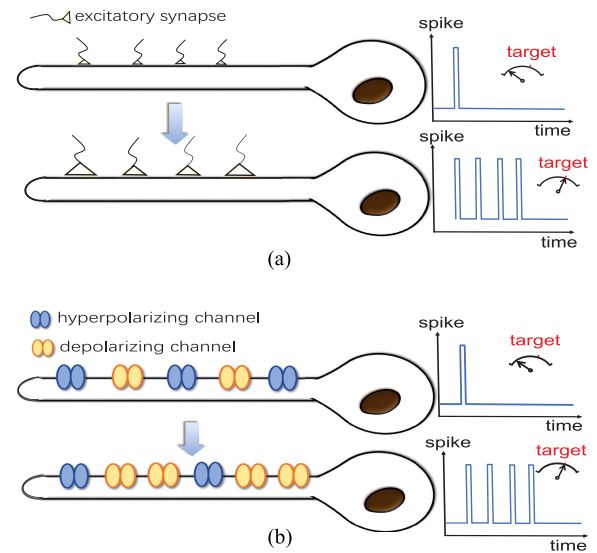 excitatory synapse
spike
target
time
spike
target
time
(a)
hyperpolarizing channel
depolarizing channel
spike
target
time
spike
target
time
(b)